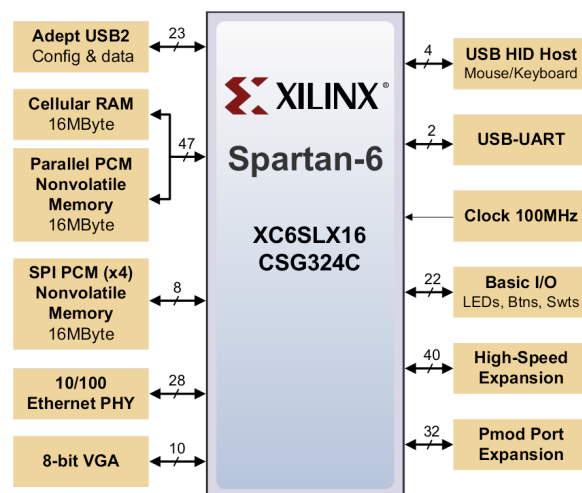 Adept USB2
Config & data
23
Cellular RAM
16MByte
47
Parallel PCM
Nonvolatile
Memory
16MByte
SPI PCM (x4)
Nonvolatile
Memory
16MByte
8
10/100
Ethernet PHY
28
8-bit VGA
10
XILINX®
Spartan-6
XC6SLX16
CSG324C
4
USB HID Host
Mouse/Keyboard
2
USB-UART
Clock 100MHz
22
Basic I/O
LEDs, Btns, Swts
40
High-Speed
Expansion
32
Pmod Port
Expansion